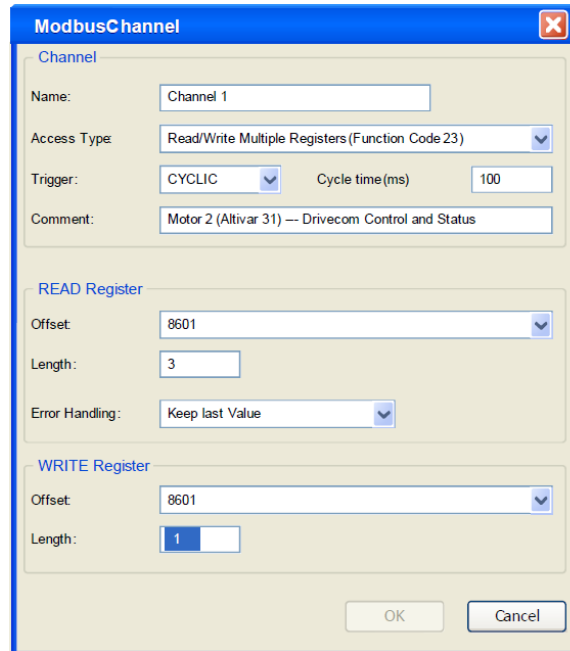 ModbusChannel
Channel
Name: Channel 1
Access Type: Read/Write Multiple Registers (Function Code 23)
Trigger: CYCLIC Cycle time (ms) 100
Comment: Motor 2 (Altivar 31) --- Drivecom Control and Status
READ Register
Offset: 8601
Length: 3
Error Handling: Keep last Value
WRITE Register
Offset: 8601
Length: 1
OK Cancel